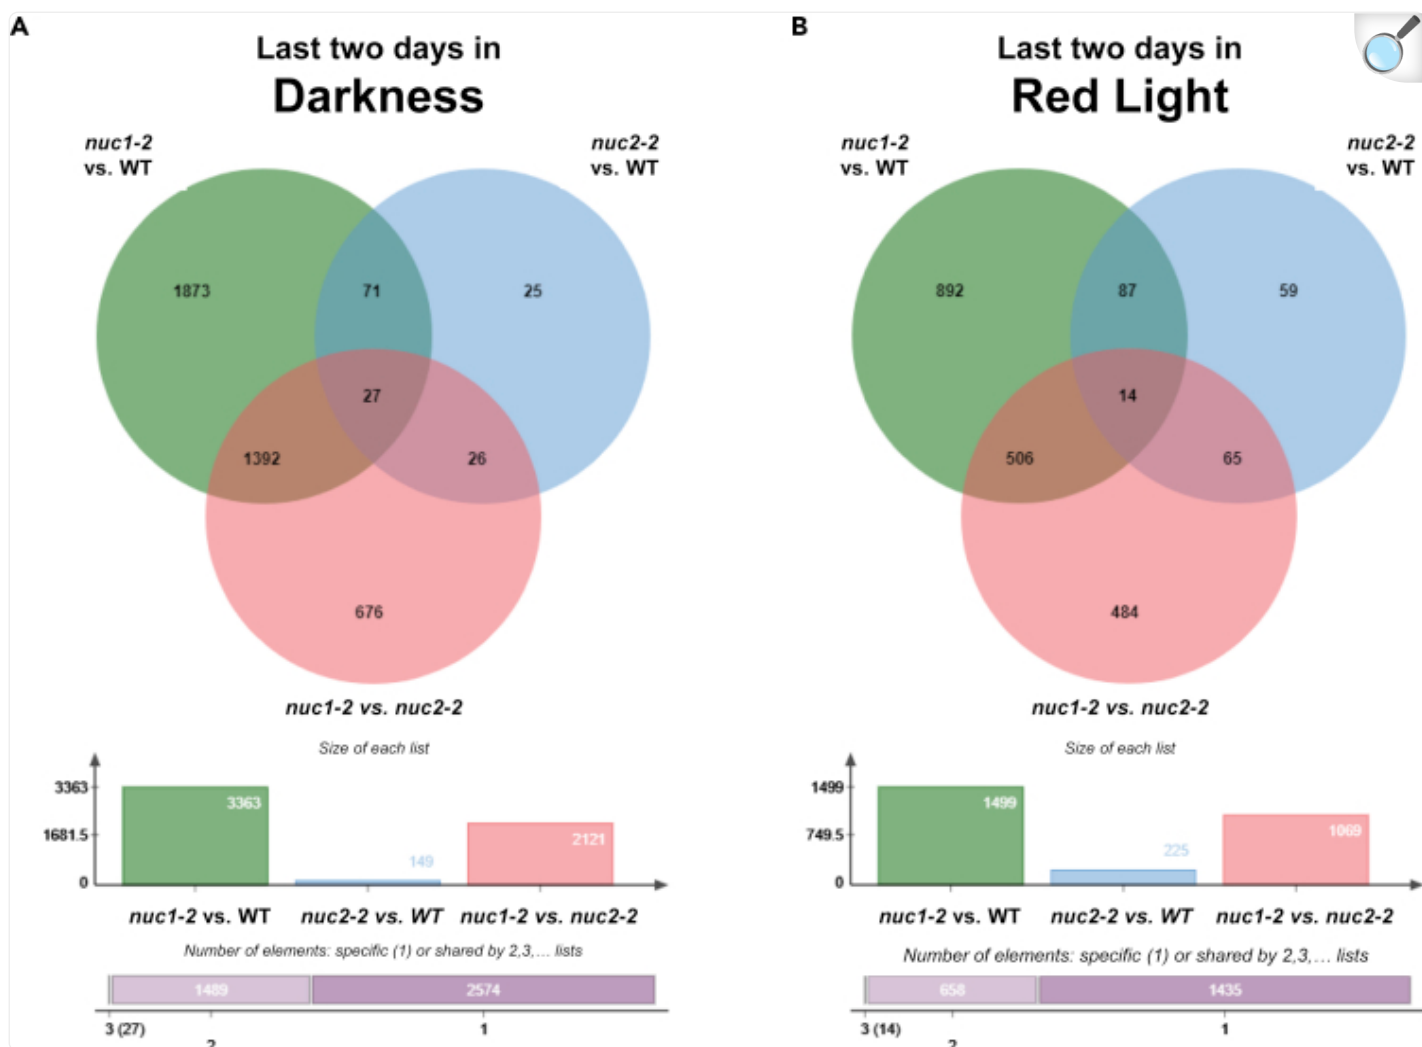 A
Last two days in
Darkness
nuc1-2
vs. WT
nuc2-2
vs. WT
1873
71
25
27
1392
26
676
nuc1-2 vs. nuc2-2
Size of each list
3363
1681.5
0
3363
149
2121
nuc1-2 vs. WT
nuc2-2 vs. WT
nuc1-2 vs. nuc2-2
Number of elements: specific (1) or shared by 2,3,... lists
1489
2574
3 (27)
2
1
B
Last two days in
Red Light
nuc1-2
vs. WT
nuc2-2
vs. WT
892
87
59
14
506
65
484
nuc1-2 vs. nuc2-2
Size of each list
1499
749.5
0
1499
225
1069
nuc1-2 vs. WT
nuc2-2 vs. WT
nuc1-2 vs. nuc2-2
Number of elements: specific (1) or shared by 2,3,... lists
658
1435
3 (14)
2
1